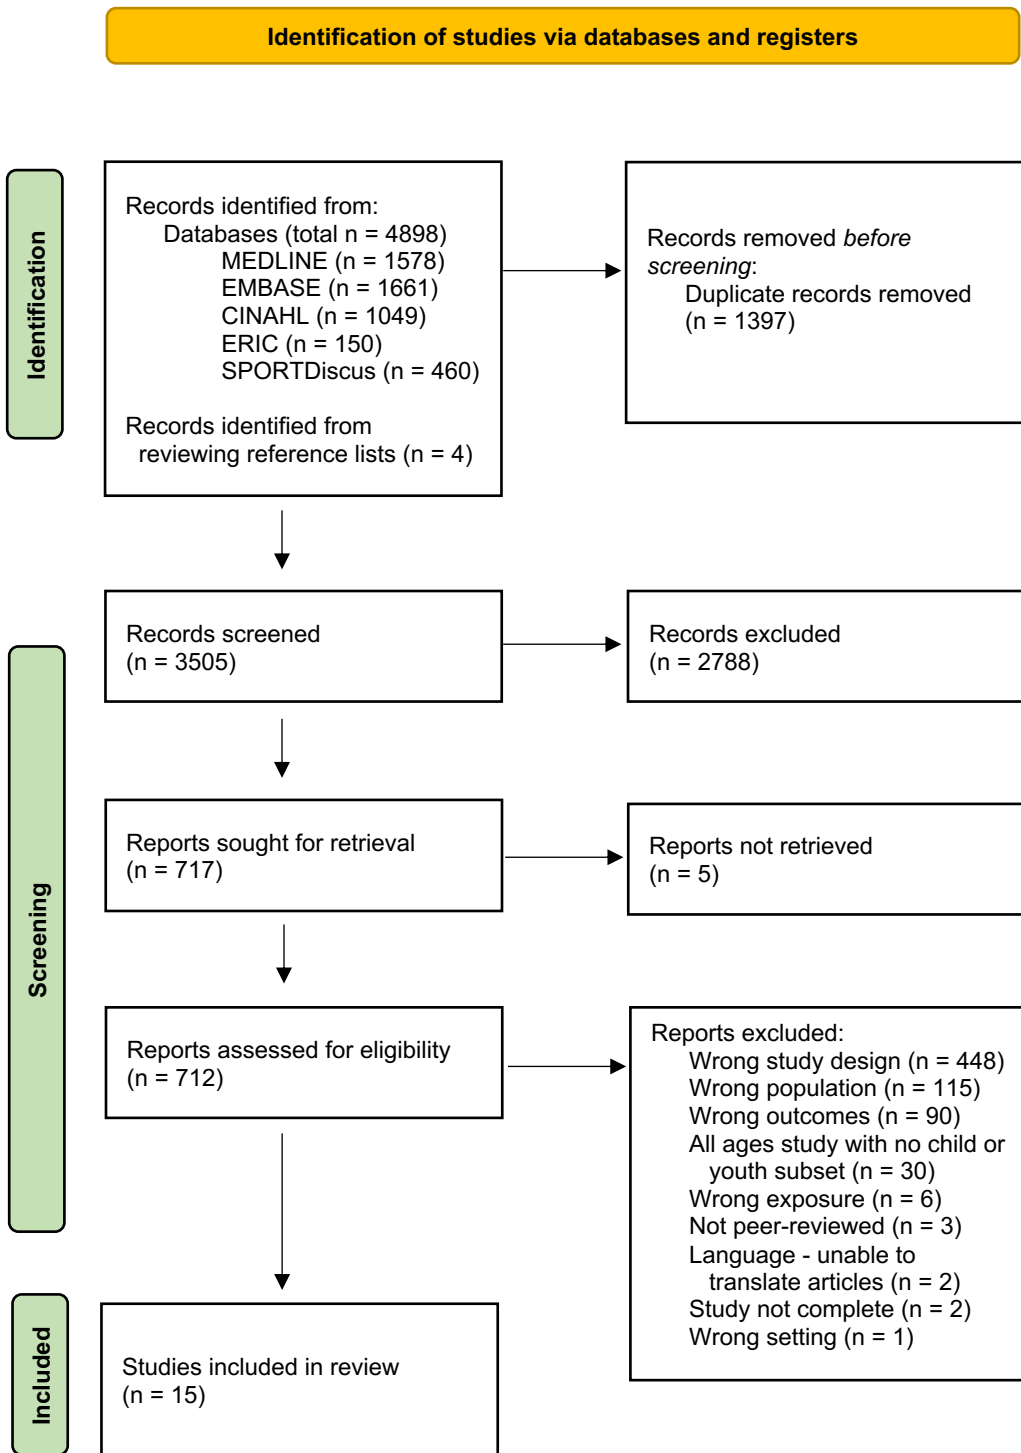 Identification of studies via databases and registers
Identification
Records identified from:
Databases (total n = 4898)
MEDLINE (n = 1578)
EMBASE (n = 1661)
CINAHL (n = 1049)
ERIC (n = 150)
SPORTDiscus (n = 460)
Records identified from
reviewing reference lists (n = 4)
Records removed before
screening:
Duplicate records removed
(n = 1397)
Screening
Records screened
(n = 3505)
Records excluded
(n = 2788)
Reports sought for retrieval
(n = 717)
Reports not retrieved
(n = 5)
Reports assessed for eligibility
(n = 712)
Reports excluded:
Wrong study design (n = 448)
Wrong population (n = 115)
Wrong outcomes (n = 90)
All ages study with no child or
youth subset (n = 30)
Wrong exposure (n = 6)
Not peer-reviewed (n = 3)
Language - unable to
translate articles (n = 2)
Study not complete (n = 2)
Wrong setting (n = 1)
Included
Studies included in review
(n = 15)